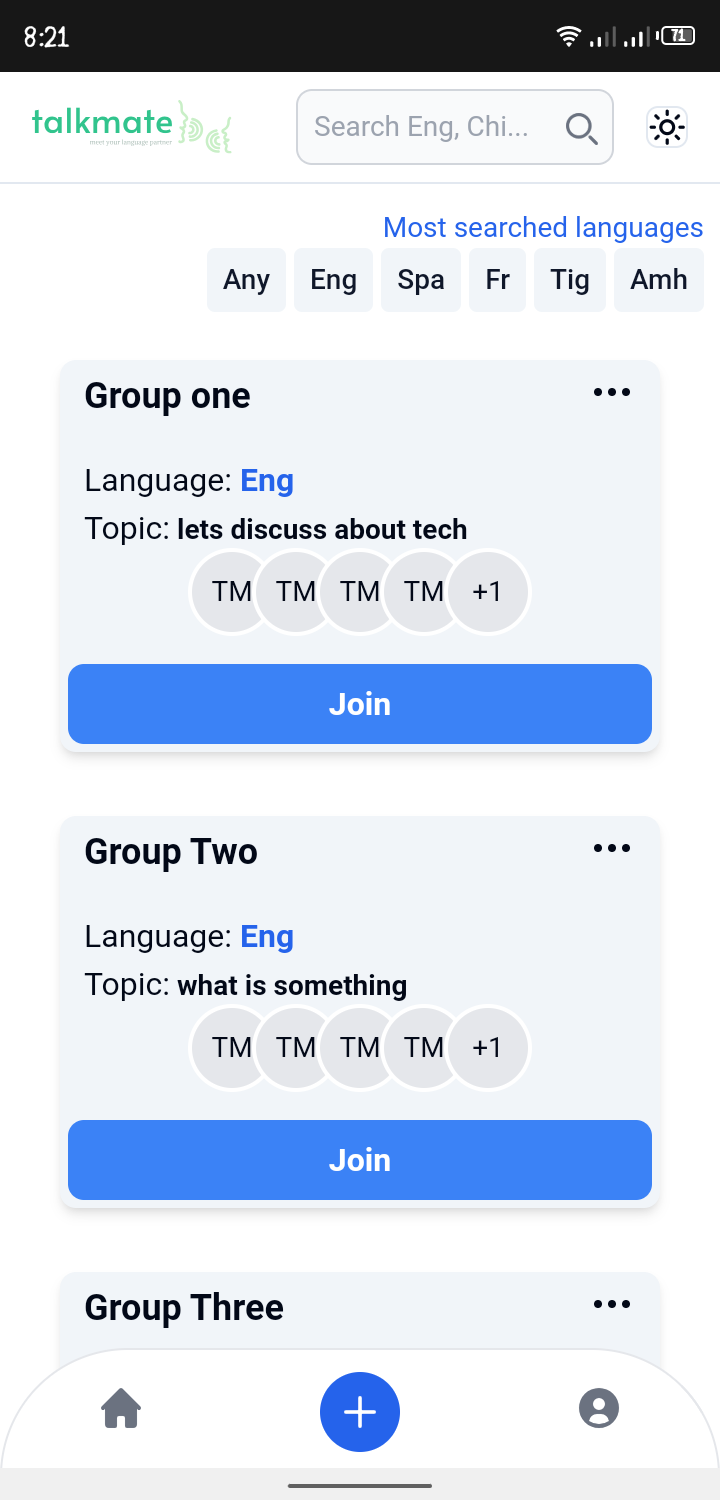 8:21
71
talkmate
meet your language partner
Search Eng, Chi...
Most searched languages
Any Eng Spa Fr Tig Amh
Group one
Language: Eng
Topic: lets discuss about tech
TM TM TM TM +1
Join
Group Two
Language: Eng
Topic: what is something
TM TM TM TM +1
Join
Group Three